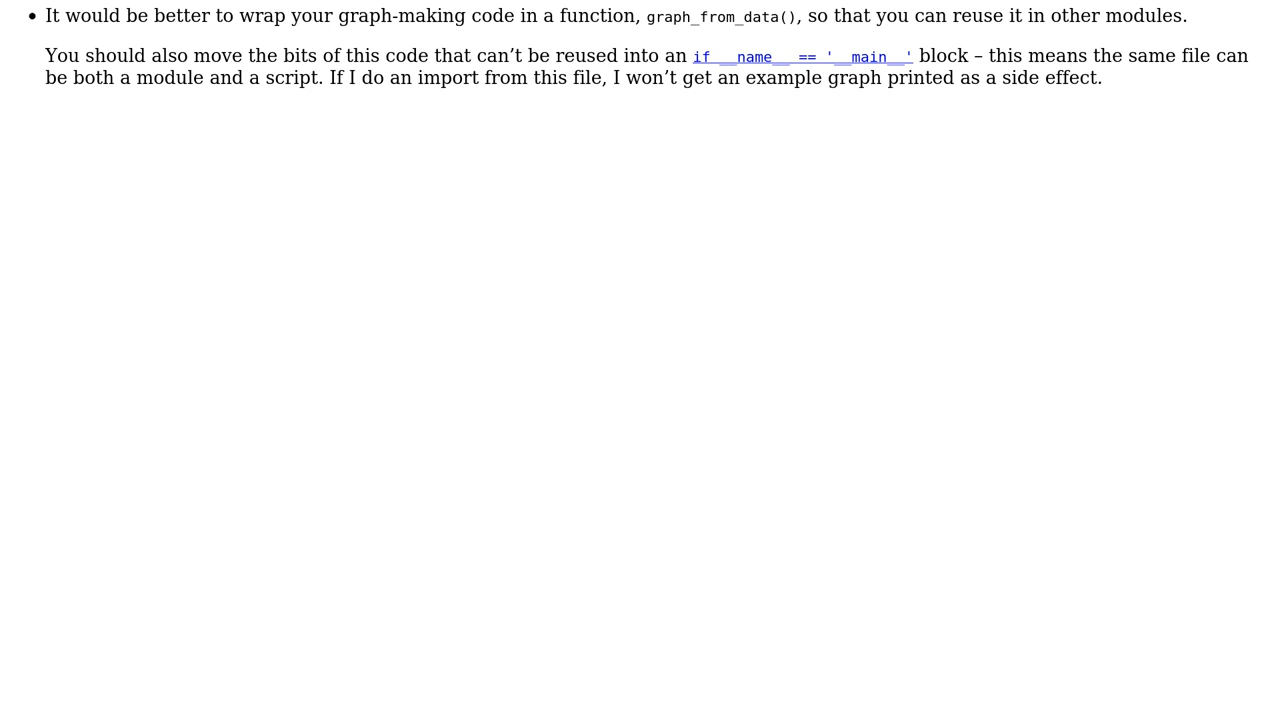 • It would be better to wrap your graph-making code in a function, graph_from_data(), so that you can reuse it in other modules.
You should also move the bits of this code that can’t be reused into an if __name__ == '__main__' block – this means the same file can
be both a module and a script. If I do an import from this file, I won’t get an example graph printed as a side effect.